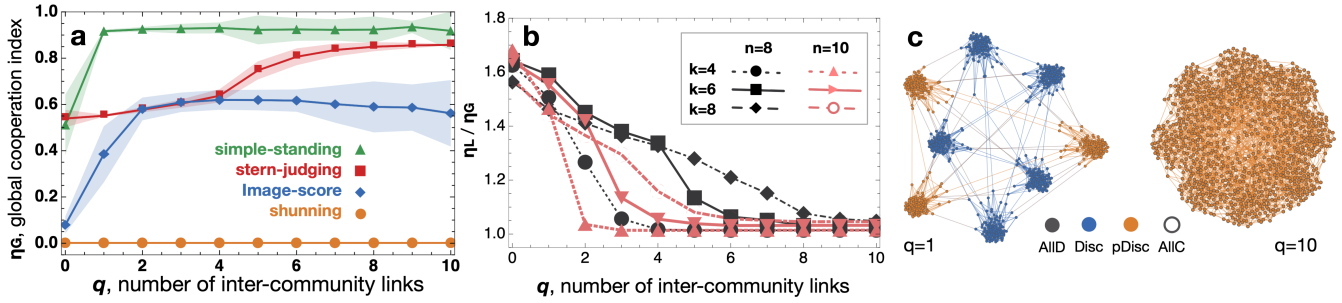 a
ηG, global cooperation index
1.0
0.8
0.6
0.4
0.2
0.0
simple-standing
stern-judging
Image-score
shunning
0 2 4 6 8 10
q, number of inter-community links
b
ηL / ηG
1.8
1.6
1.4
1.2
1.0
n=8 n=10
k=4
k=6
k=8
0 2 4 6 8 10
q, number of inter-community links
c
q=1
AllD Disc pDisc AllC
q=10